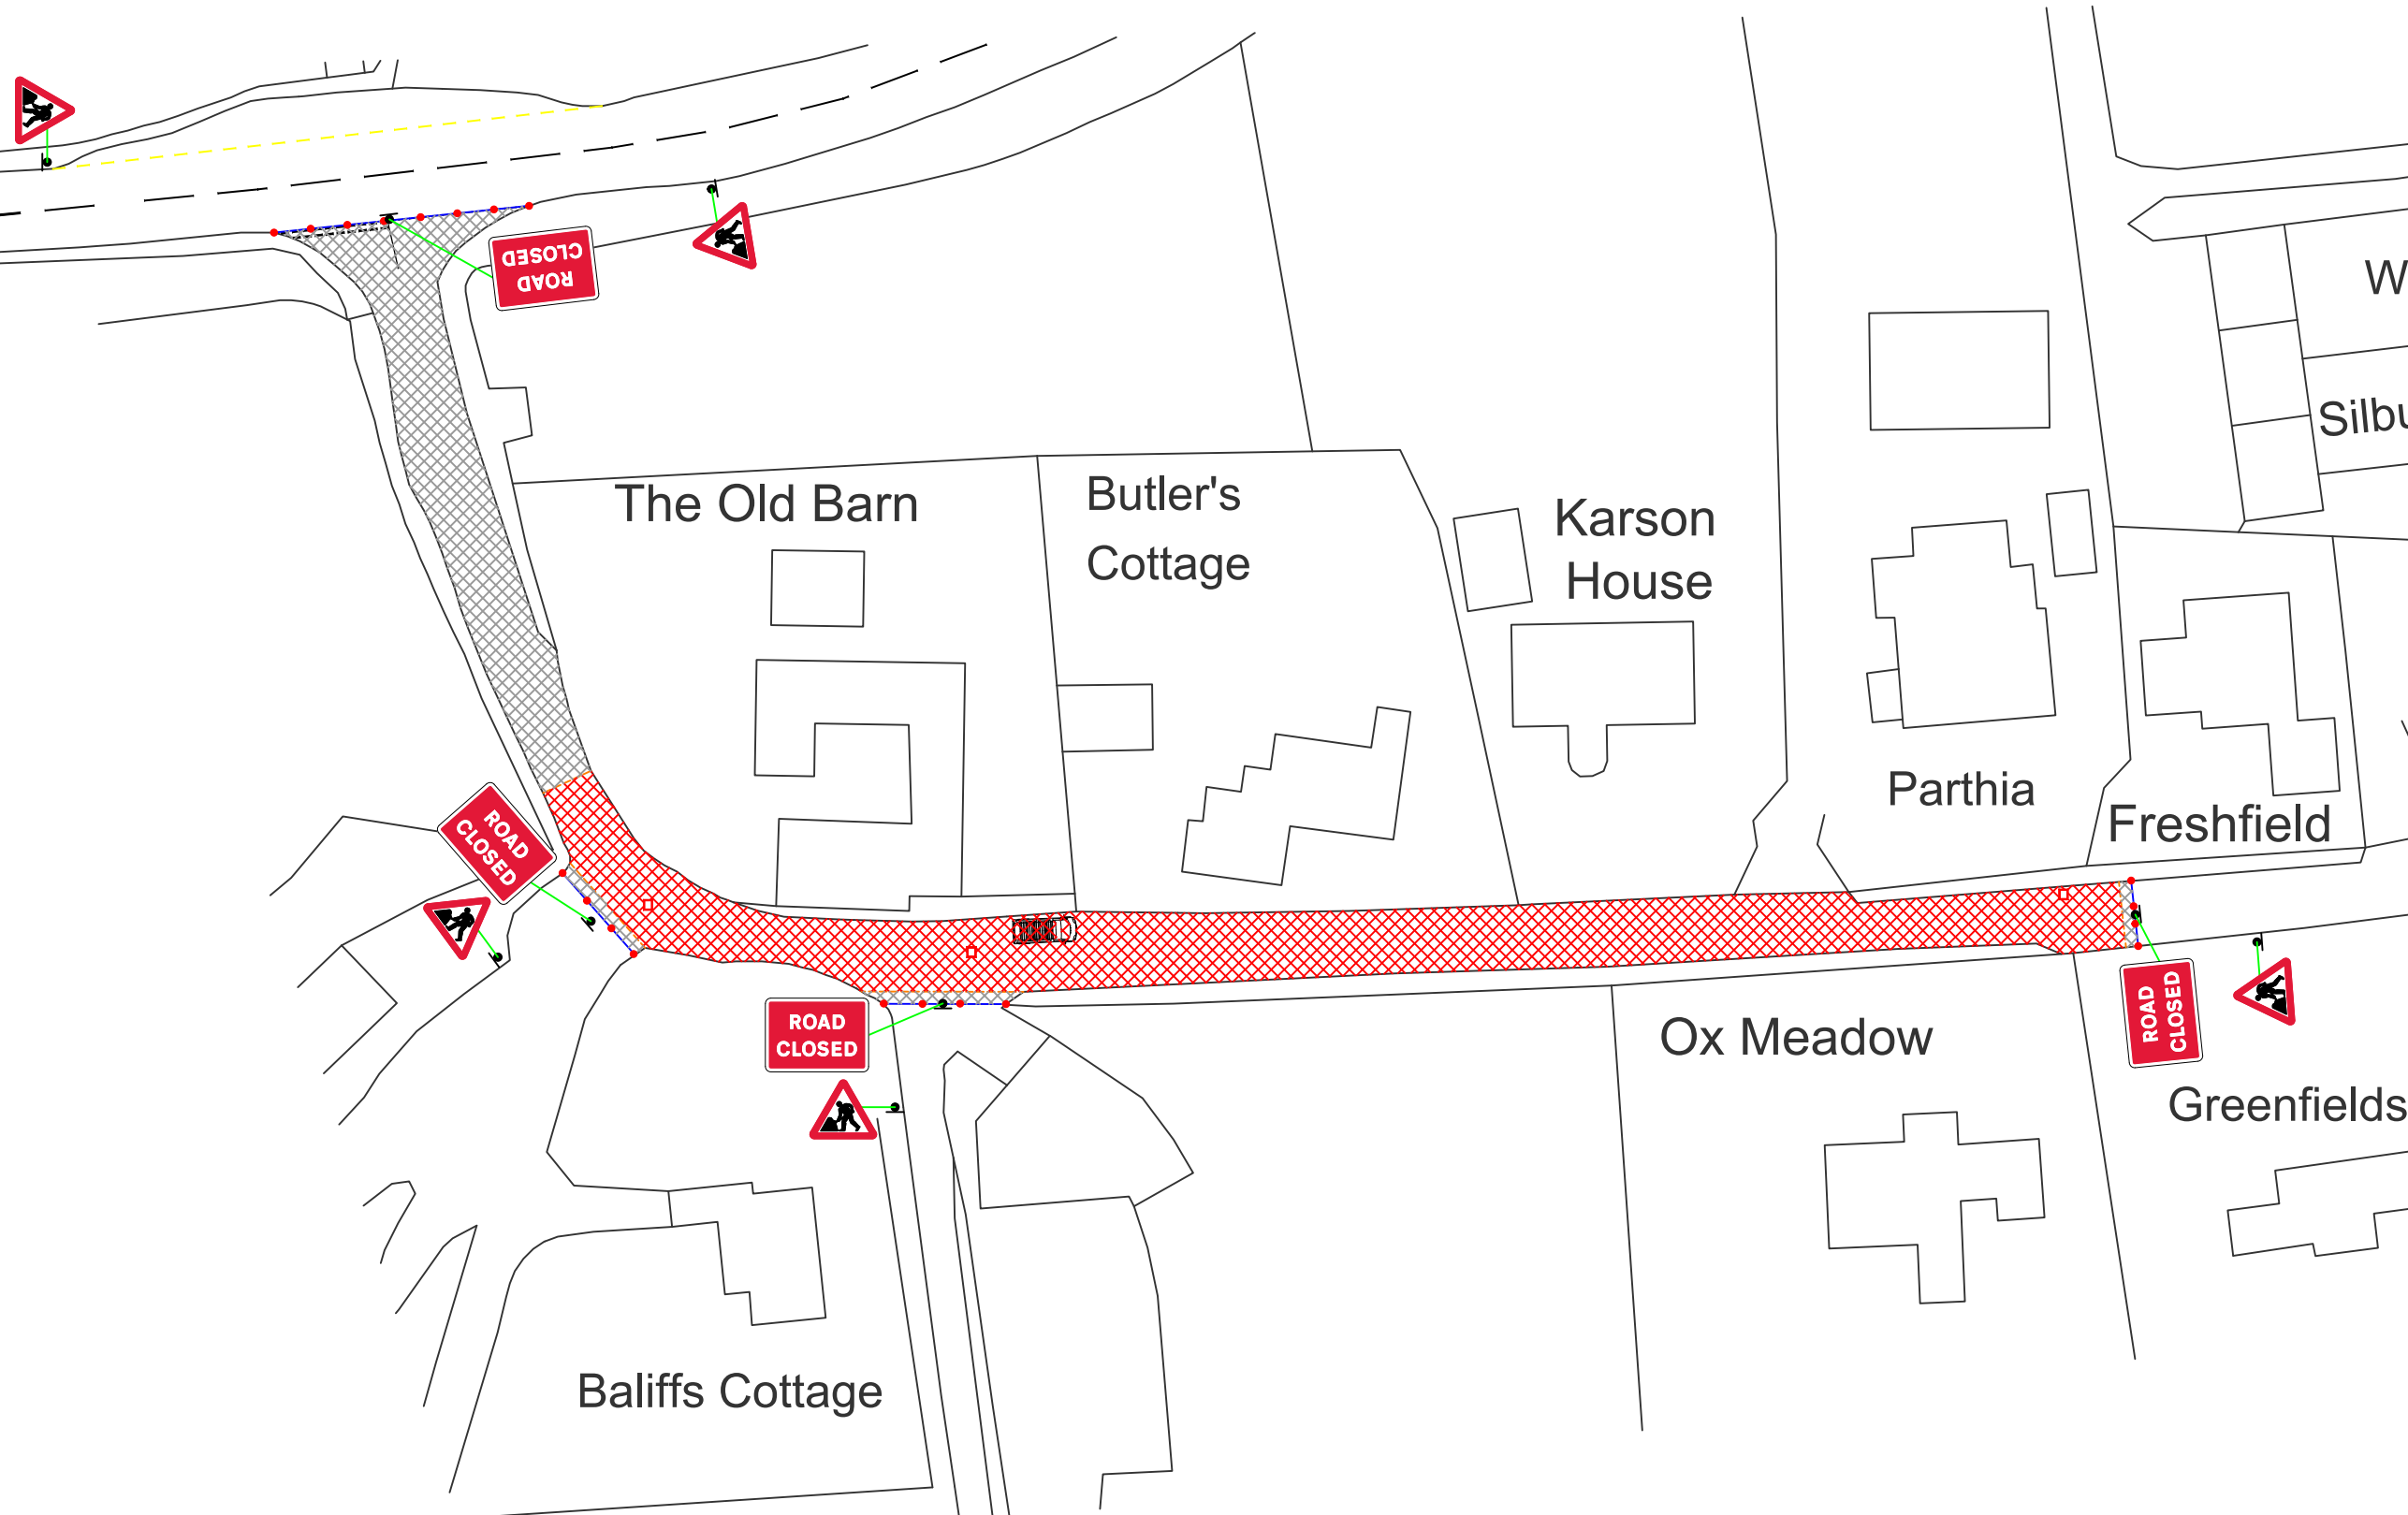 W
CLOSED
ROAD
Silbu
The Old Barn
Butler's
Cottage
Karson
House
Parthia
Freshfield
ROAD
CLOSED
ROAD
CLOSED
ROAD
CLOSED
Ox Meadow
Greenfields
Baliffs Cottage